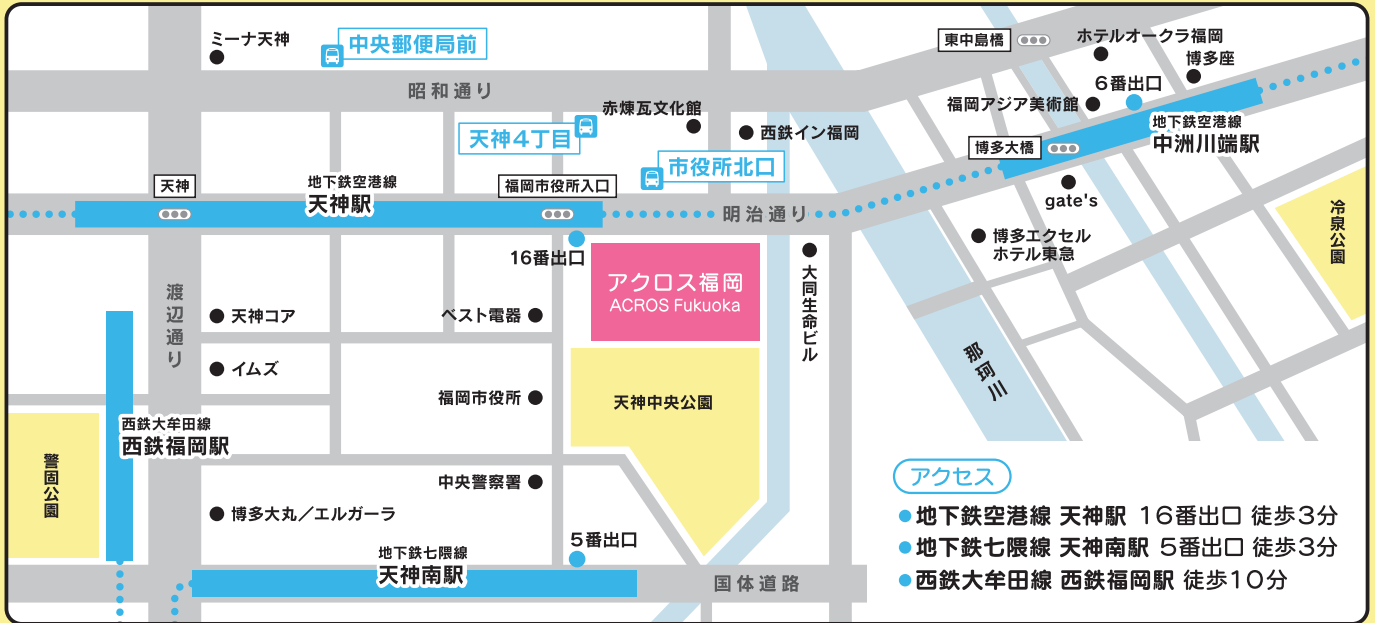 ミーナ天神
中央郵便局前
昭和通り
東中島橋
ホテルオークラ福岡
博多座
6番出口
福岡アジア美術館
地下鉄空港線
中洲川端駅
博多大橋
gate's
赤煉瓦文化館
天神4丁目
西鉄イン福岡
市役所北口
天神
地下鉄空港線
天神駅
福岡市役所入口
明治通り
16番出口
アクロス福岡
ACROS Fukuoka
大同生命ビル
博多エクセル
ホテル東急
冷泉公園
那珂川
渡辺通り
天神コア
ベスト電器
イムズ
福岡市役所
天神中央公園
西鉄大牟田線
西鉄福岡駅
警固公園
中央警察署
博多大丸／エルガーラ
5番出口
地下鉄七隈線
天神南駅
国体道路
アクセス
地下鉄空港線 天神駅 16番出口 徒歩3分
地下鉄七隈線 天神南駅 5番出口 徒歩3分
西鉄大牟田線 西鉄福岡駅 徒歩10分